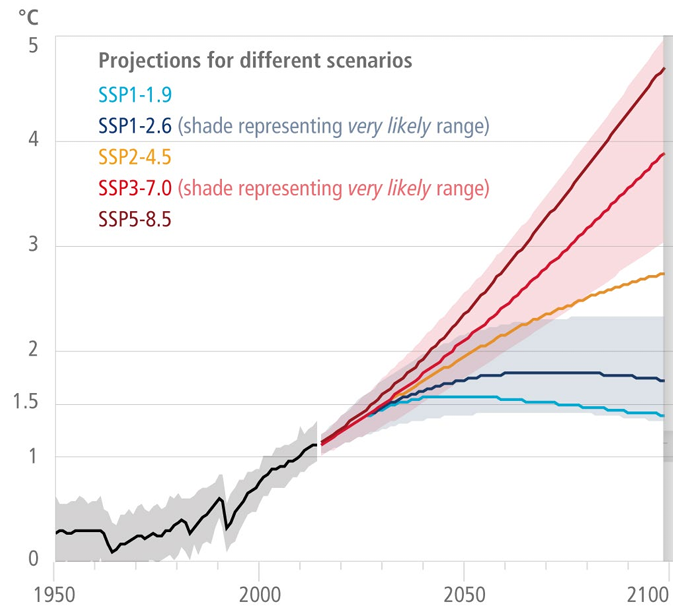 °C
5
Projections for different scenarios
SSP1-1.9
SSP1-2.6 (shade representing very likely range)
4
SSP2-4.5
SSP3-7.0 (shade representing very likely range)
SSP5-8.5
3
2
1.5
1
0
1950 2000 2050 2100